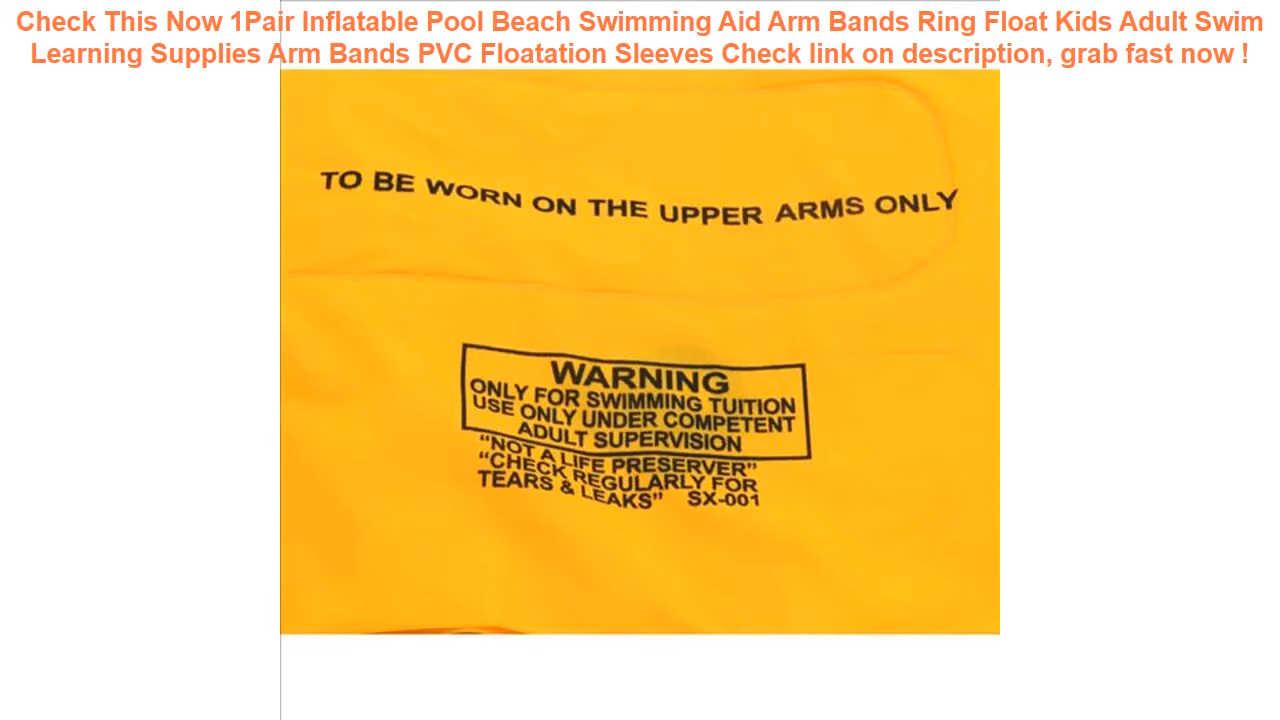 Check This Now 1Pair Inflatable Pool Beach Swimming Aid Arm Bands Ring Float Kids Adult Swim
Learning Supplies Arm Bands PVC Floatation Sleeves Check link on description, grab fast now !
TO BE WORN ON THE UPPER ARMS ONLY
WARNING
ONLY FOR SWIMMING TUITION
USE ONLY UNDER COMPETENT
ADULT SUPERVISION
“NOT A LIFE PRESERVER”
“CHECK REGULARLY FOR
TEARS & LEAKS” SX-001